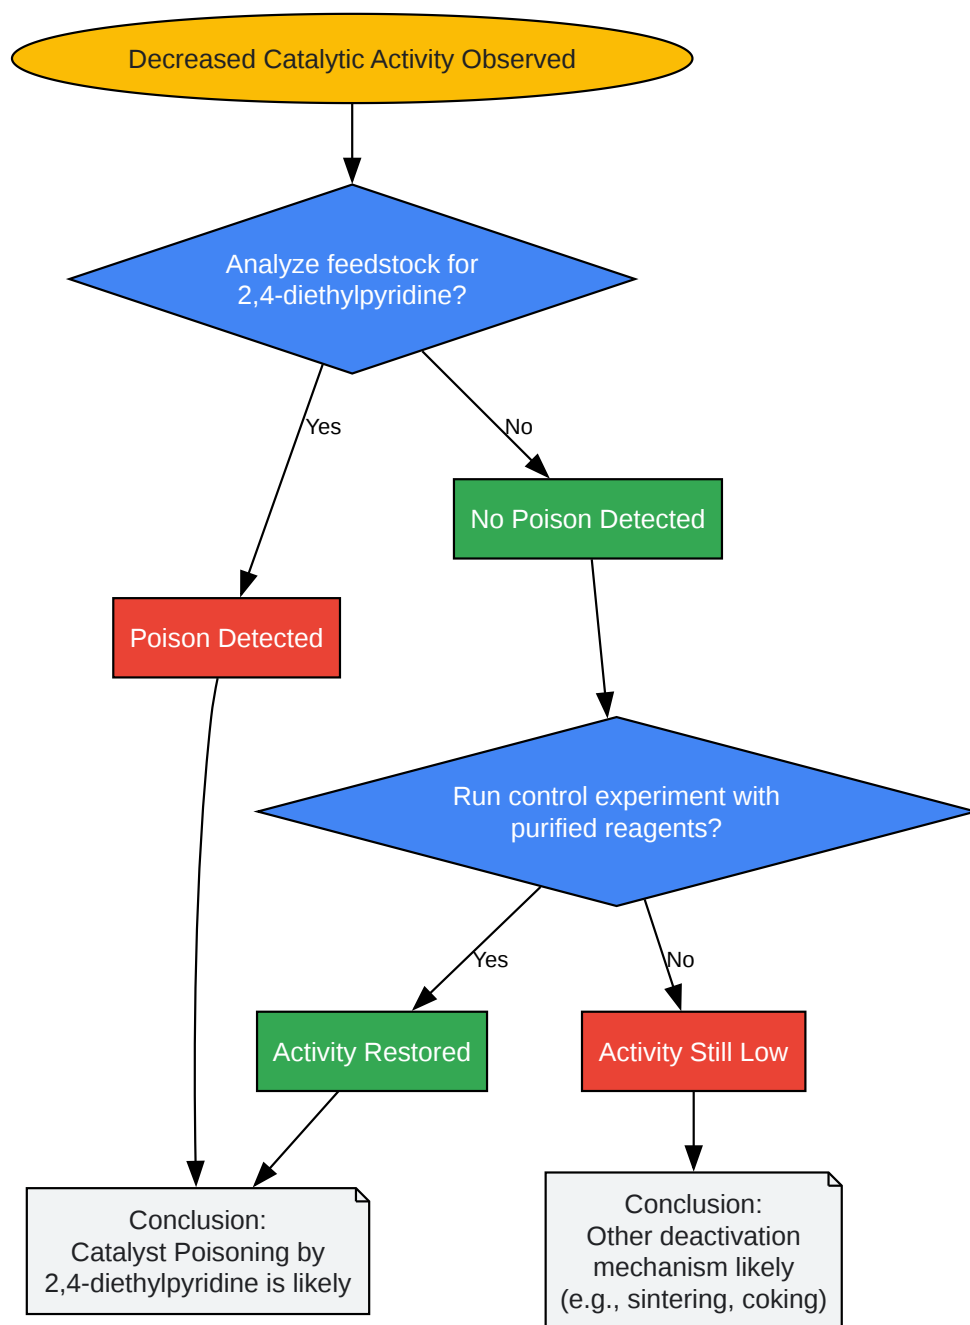 Decreased Catalytic Activity Observed
Analyze feedstock for
2,4-diethylpyridine?
Yes
No
No Poison Detected
Poison Detected
Run control experiment with
purified reagents?
Yes
No
Activity Restored
Activity Still Low
Conclusion:
Catalyst Poisoning by
2,4-diethylpyridine is likely
Conclusion:
Other deactivation
mechanism likely
(e.g., sintering, coking)